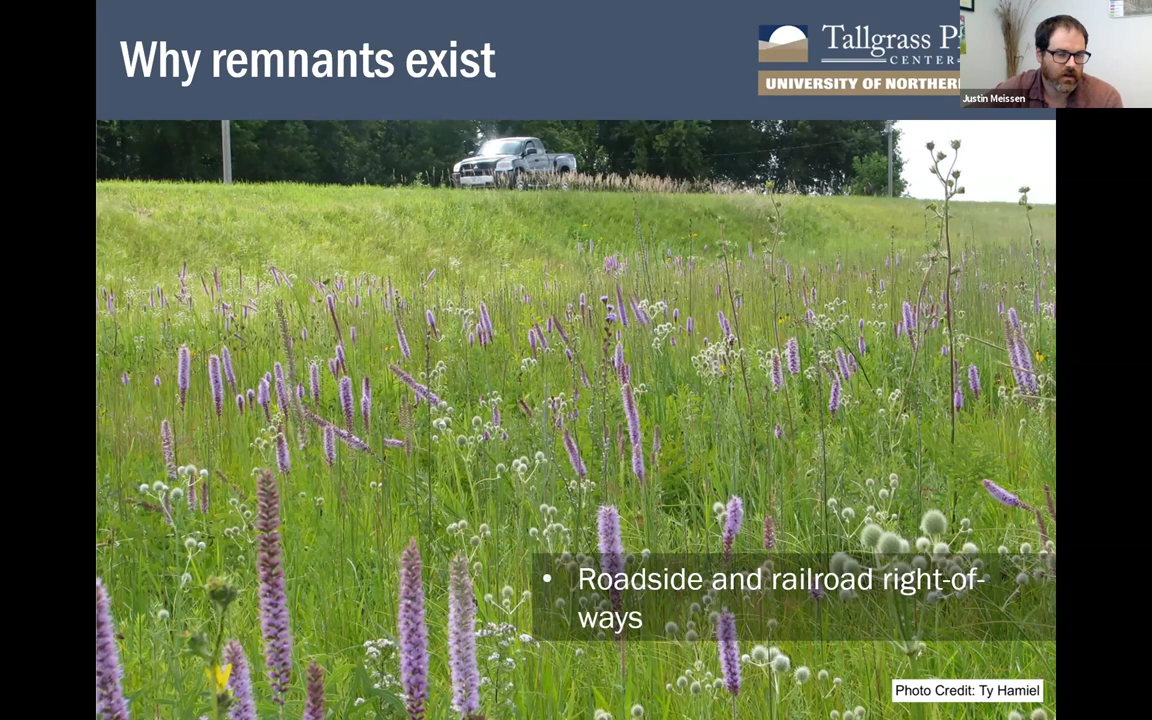 Why remnants exist
Tallgrass P
CENTER
UNIVERSITY OF NORTHER
Justin Meissen
• Roadside and railroad right-of-
ways
Photo Credit: Ty Hamiel